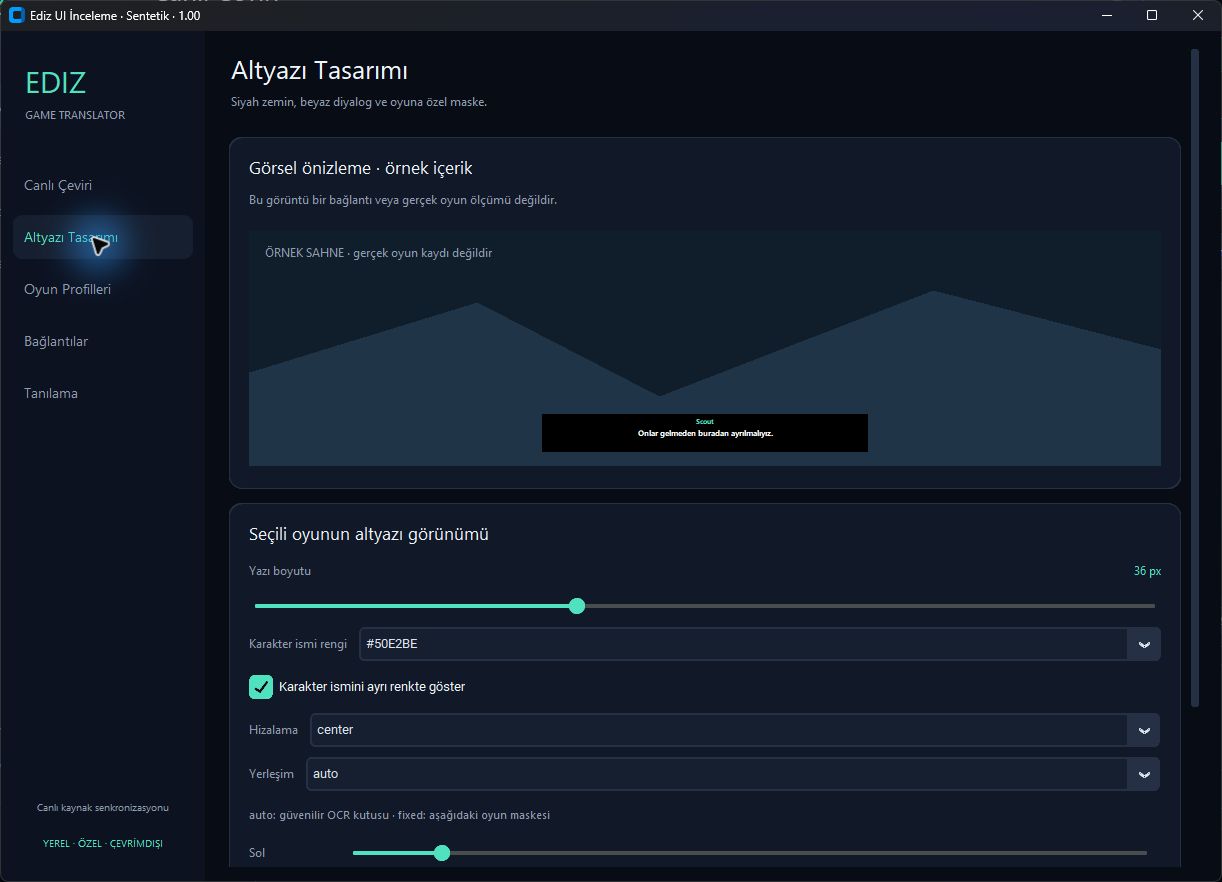 Ediz UI İnceleme · Sentetik · 1.00
EDIZ
GAME TRANSLATOR
Canlı Çeviri
Altyazı Tasarımı
Oyun Profilleri
Bağlantılar
Tanılama
Canlı kaynak senkronizasyonu
YEREL · ÖZEL · ÇEVRİMDIŞI
Altyazı Tasarımı
Siyah zemin, beyaz diyalog ve oyuna özel maske.
Görsel önizleme · örnek içerik
Bu görüntü bir bağlantı veya gerçek oyun ölçümü değildir.
ÖRNEK SAHNE · gerçek oyun kaydı değildir
Scout
Onlar gelmeden buradan ayrılmalıyız.
Seçili oyunun altyazı görünümü
Yazı boyutu 36 px
Karakter ismi rengi #50E2BE
Karakter ismini ayrı renkte göster
Hizalama center
Yerleşim auto
auto: güvenilir OCR kutusu · fixed: aşağıdaki oyun maskesi
Sol